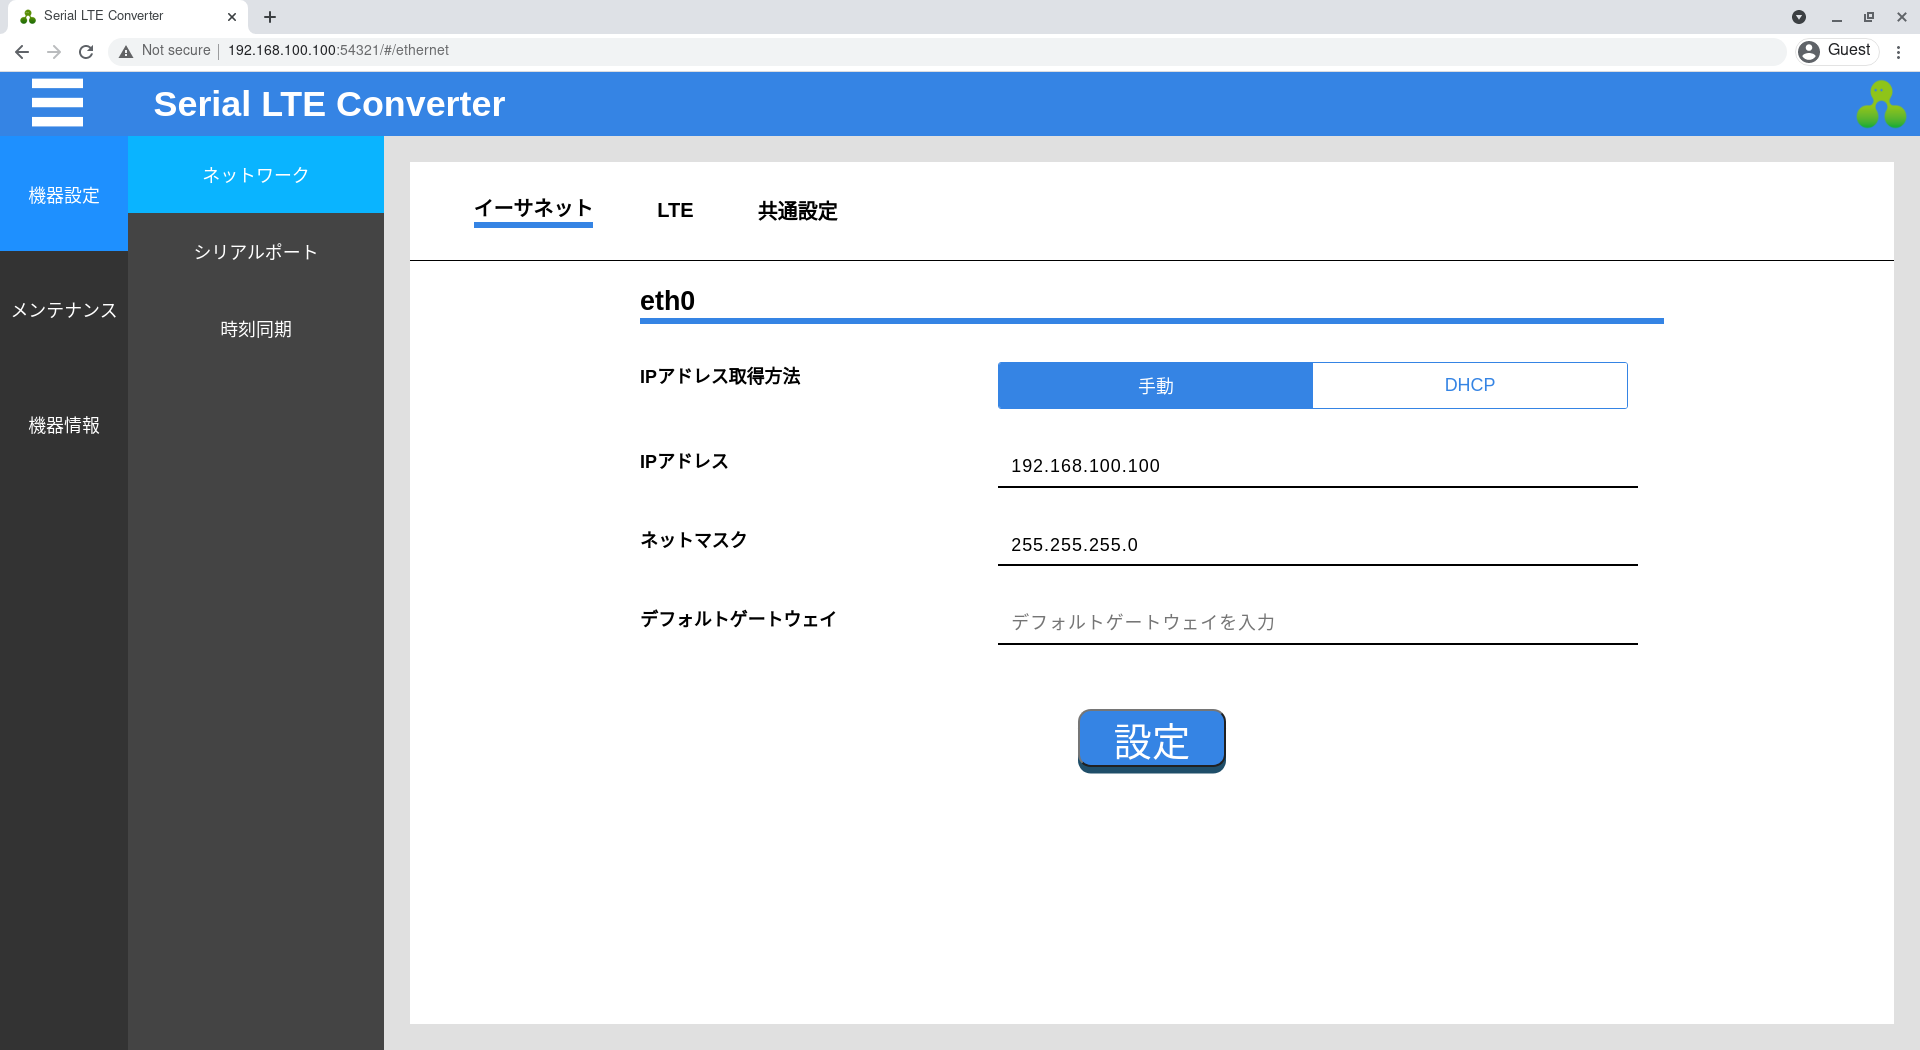 Serial LTE Converter
Not secure | 192.168.100.100:54321/#/ethernet
Guest
Serial LTE Converter
機器設定
メンテナンス
機器情報
ネットワーク
シリアルポート
時刻同期
イーサネット LTE 共通設定
eth0
IPアドレス取得方法 手動 DHCP
IPアドレス 192.168.100.100
ネットマスク 255.255.255.0
デフォルトゲートウェイ デフォルトゲートウェイを入力
設定